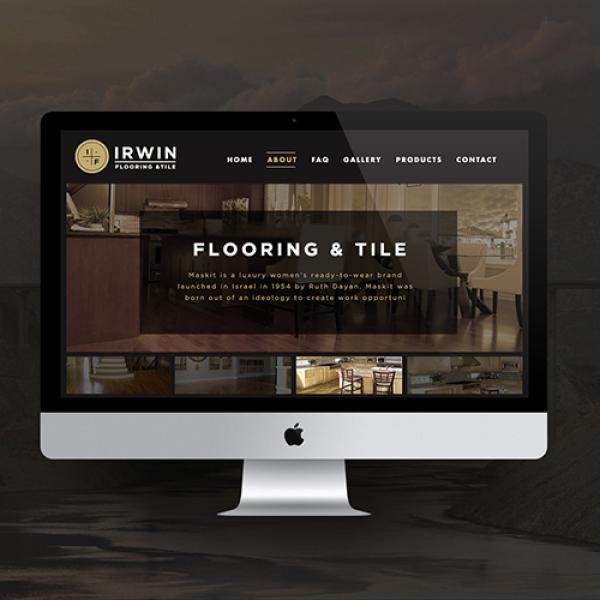 I F
IRWIN
FLOORING &TILE
HOME ABOUT FAQ GALLERY PRODUCTS CONTACT
FLOORING & TILE
Maskit is a luxury women's ready-to-wear brand
launched in Israel in 1954 by Ruth Dayan. Maskit was
born out of an ideology to create work opportuni